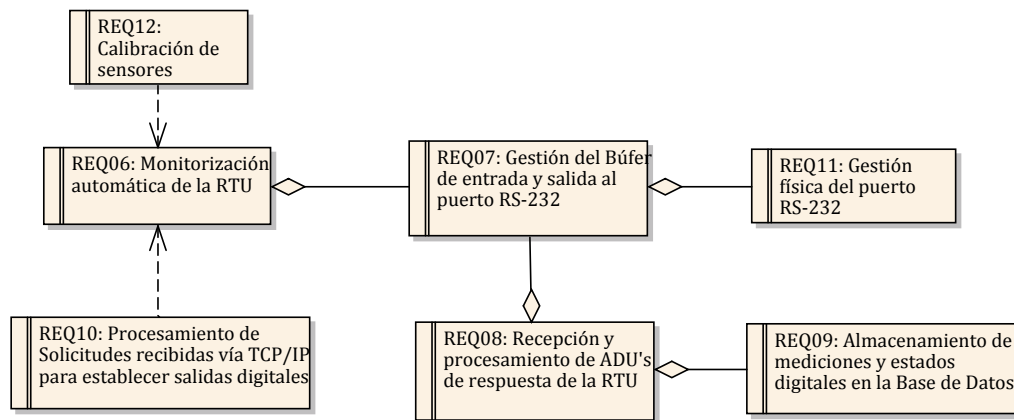 REQ12:
Calibración de
sensores
REQ06: Monitorización
automática de la RTU
REQ07: Gestión del Búfer
de entrada y salida al
puerto RS-232
REQ11: Gestión
física del puerto
RS-232
REQ10: Procesamiento de
Solicitudes recibidas vía TCP/IP
para establecer salidas digitales
REQ08: Recepción y
procesamiento de ADU's
de respuesta de la RTU
REQ09: Almacenamiento de
mediciones y estados
digitales en la Base de Datos